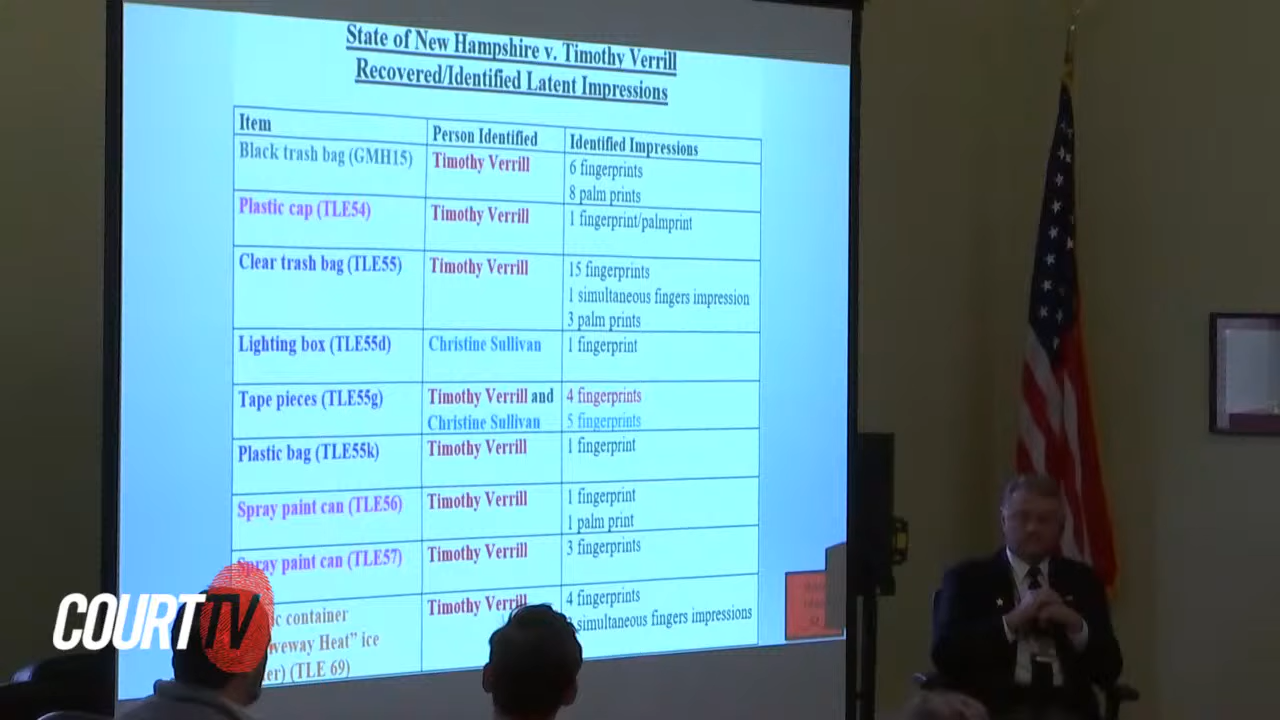 State of New Hampshire v. Timothy Verrill
Recovered/Identified Latent Impressions
Item Person Identified Identified Impressions
Black trash bag (GMH15) Timothy Verrill 6 fingerprints
8 palm prints
Plastic cap (TLE54) Timothy Verrill 1 fingerprint/palmprint
Clear trash bag (TLE55) Timothy Verrill 15 fingerprints
1 simultaneous fingers impression
3 palm prints
Lighting box (TLE55d) Christine Sullivan 1 fingerprint
Tape pieces (TLE55g) Timothy Verrill and 4 fingerprints
Christine Sullivan 5 fingerprints
Plastic bag (TLE55k) Timothy Verrill 1 fingerprint
Spray paint can (TLE56) Timothy Verrill 1 fingerprint
1 palm print
Spray paint can (TLE57) Timothy Verrill 3 fingerprints
container Timothy Verrill 4 fingerprints
simultaneous fingers impressions
Heat" ice
(TLE 69)
COURT TV